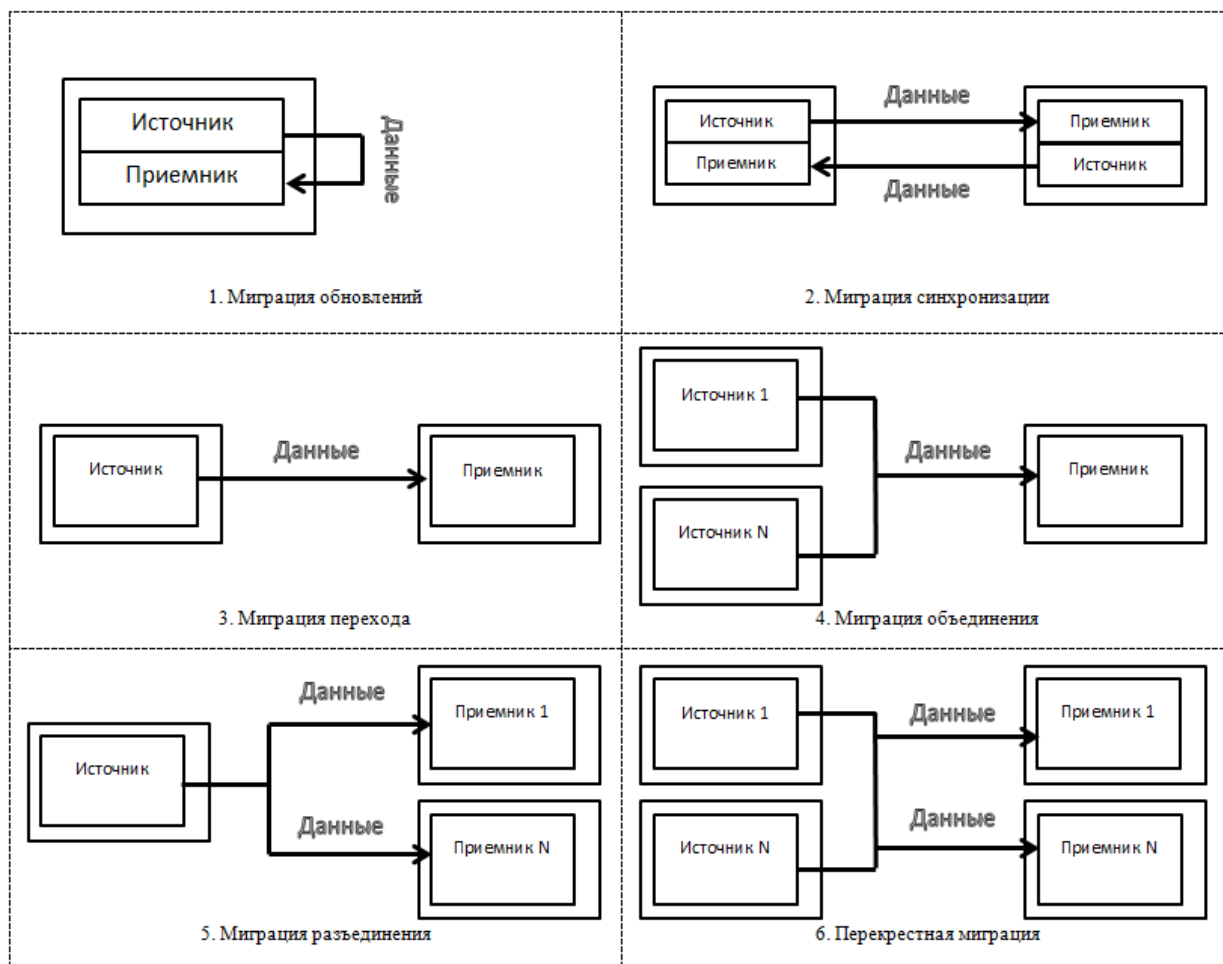 Источник
Приемник
Данные
1. Миграция обновлений
Данные
Источник
Приемник
Приемник
Источник
Данные
2. Миграция синхронизации
Источник
Данные
Приемник
3. Миграция перехода
Источник 1
Данные
Приемник
Источник N
4. Миграция объединения
Данные
Приемник 1
Источник
Данные
Приемник N
5. Миграция разъединения
Источник 1
Данные
Приемник 1
Источник N
Данные
Приемник N
6. Перекрестная миграция